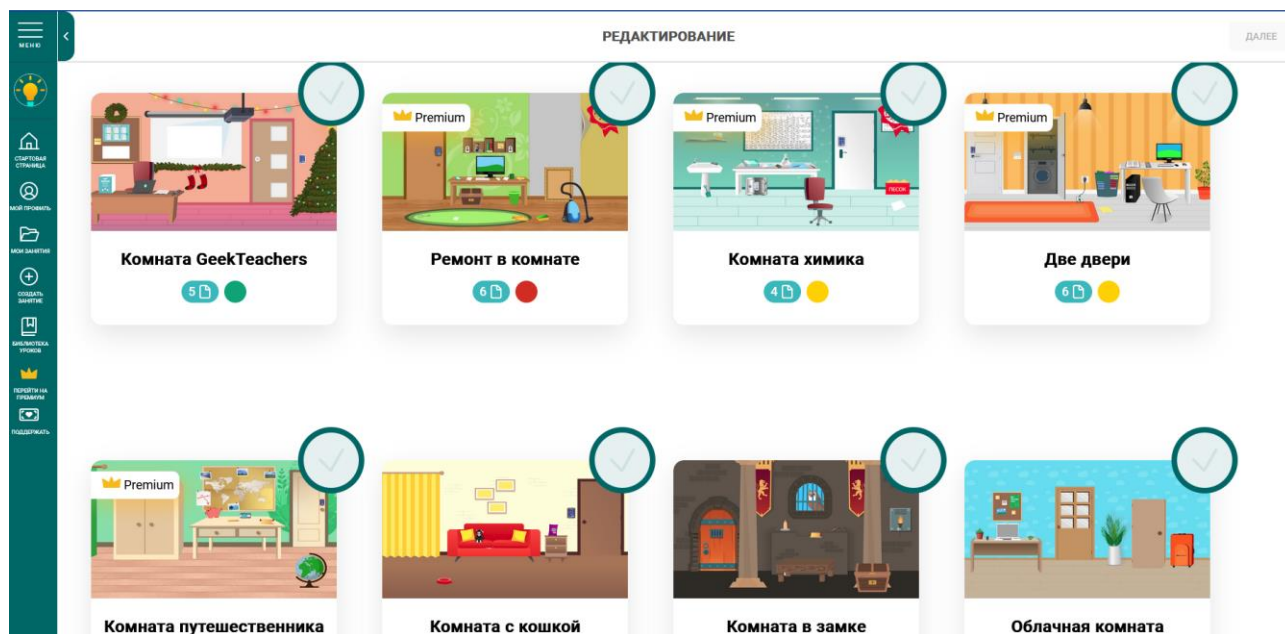 МЕНЮ
РЕДАКТИРОВАНИЕ
ДАЛЕЕ
СТАРТОВАЯ
СТРАНИЦА
МОЙ ПРОФИЛЬ
МОИ ЗАНЯТИЯ
СОЗДАТЬ
ЗАНЯТИЕ
БИБЛИОТЕКА
УРОКОВ
ПЕРЕЙТИ НА
ПРЕМИУМ
ПОДДЕРЖАТЬ
Premium
Premium
ПЕСОК
Premium
Комната GeekTeachers
Ремонт в комнате
Комната химика
Две двери
5
6
4
6
Premium
Комната путешественника
Комната с кошкой
Комната в замке
Облачная комната